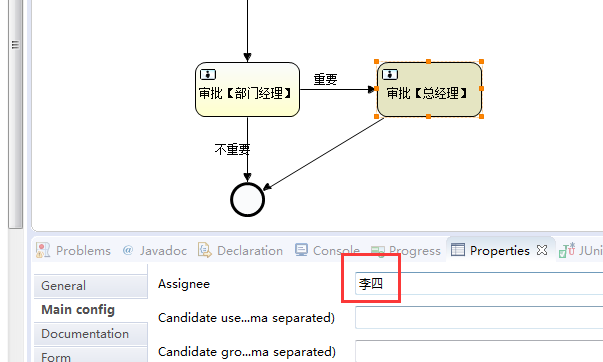 重要
审批【部门经理】
审批【总经理】
不重要
Problems @ Javadoc Declaration Console Progress Properties JUni
General
Assignee
李四
Main config
Candidate use...ma separated)
Documentation
Candidate gro...ma separated)
Form